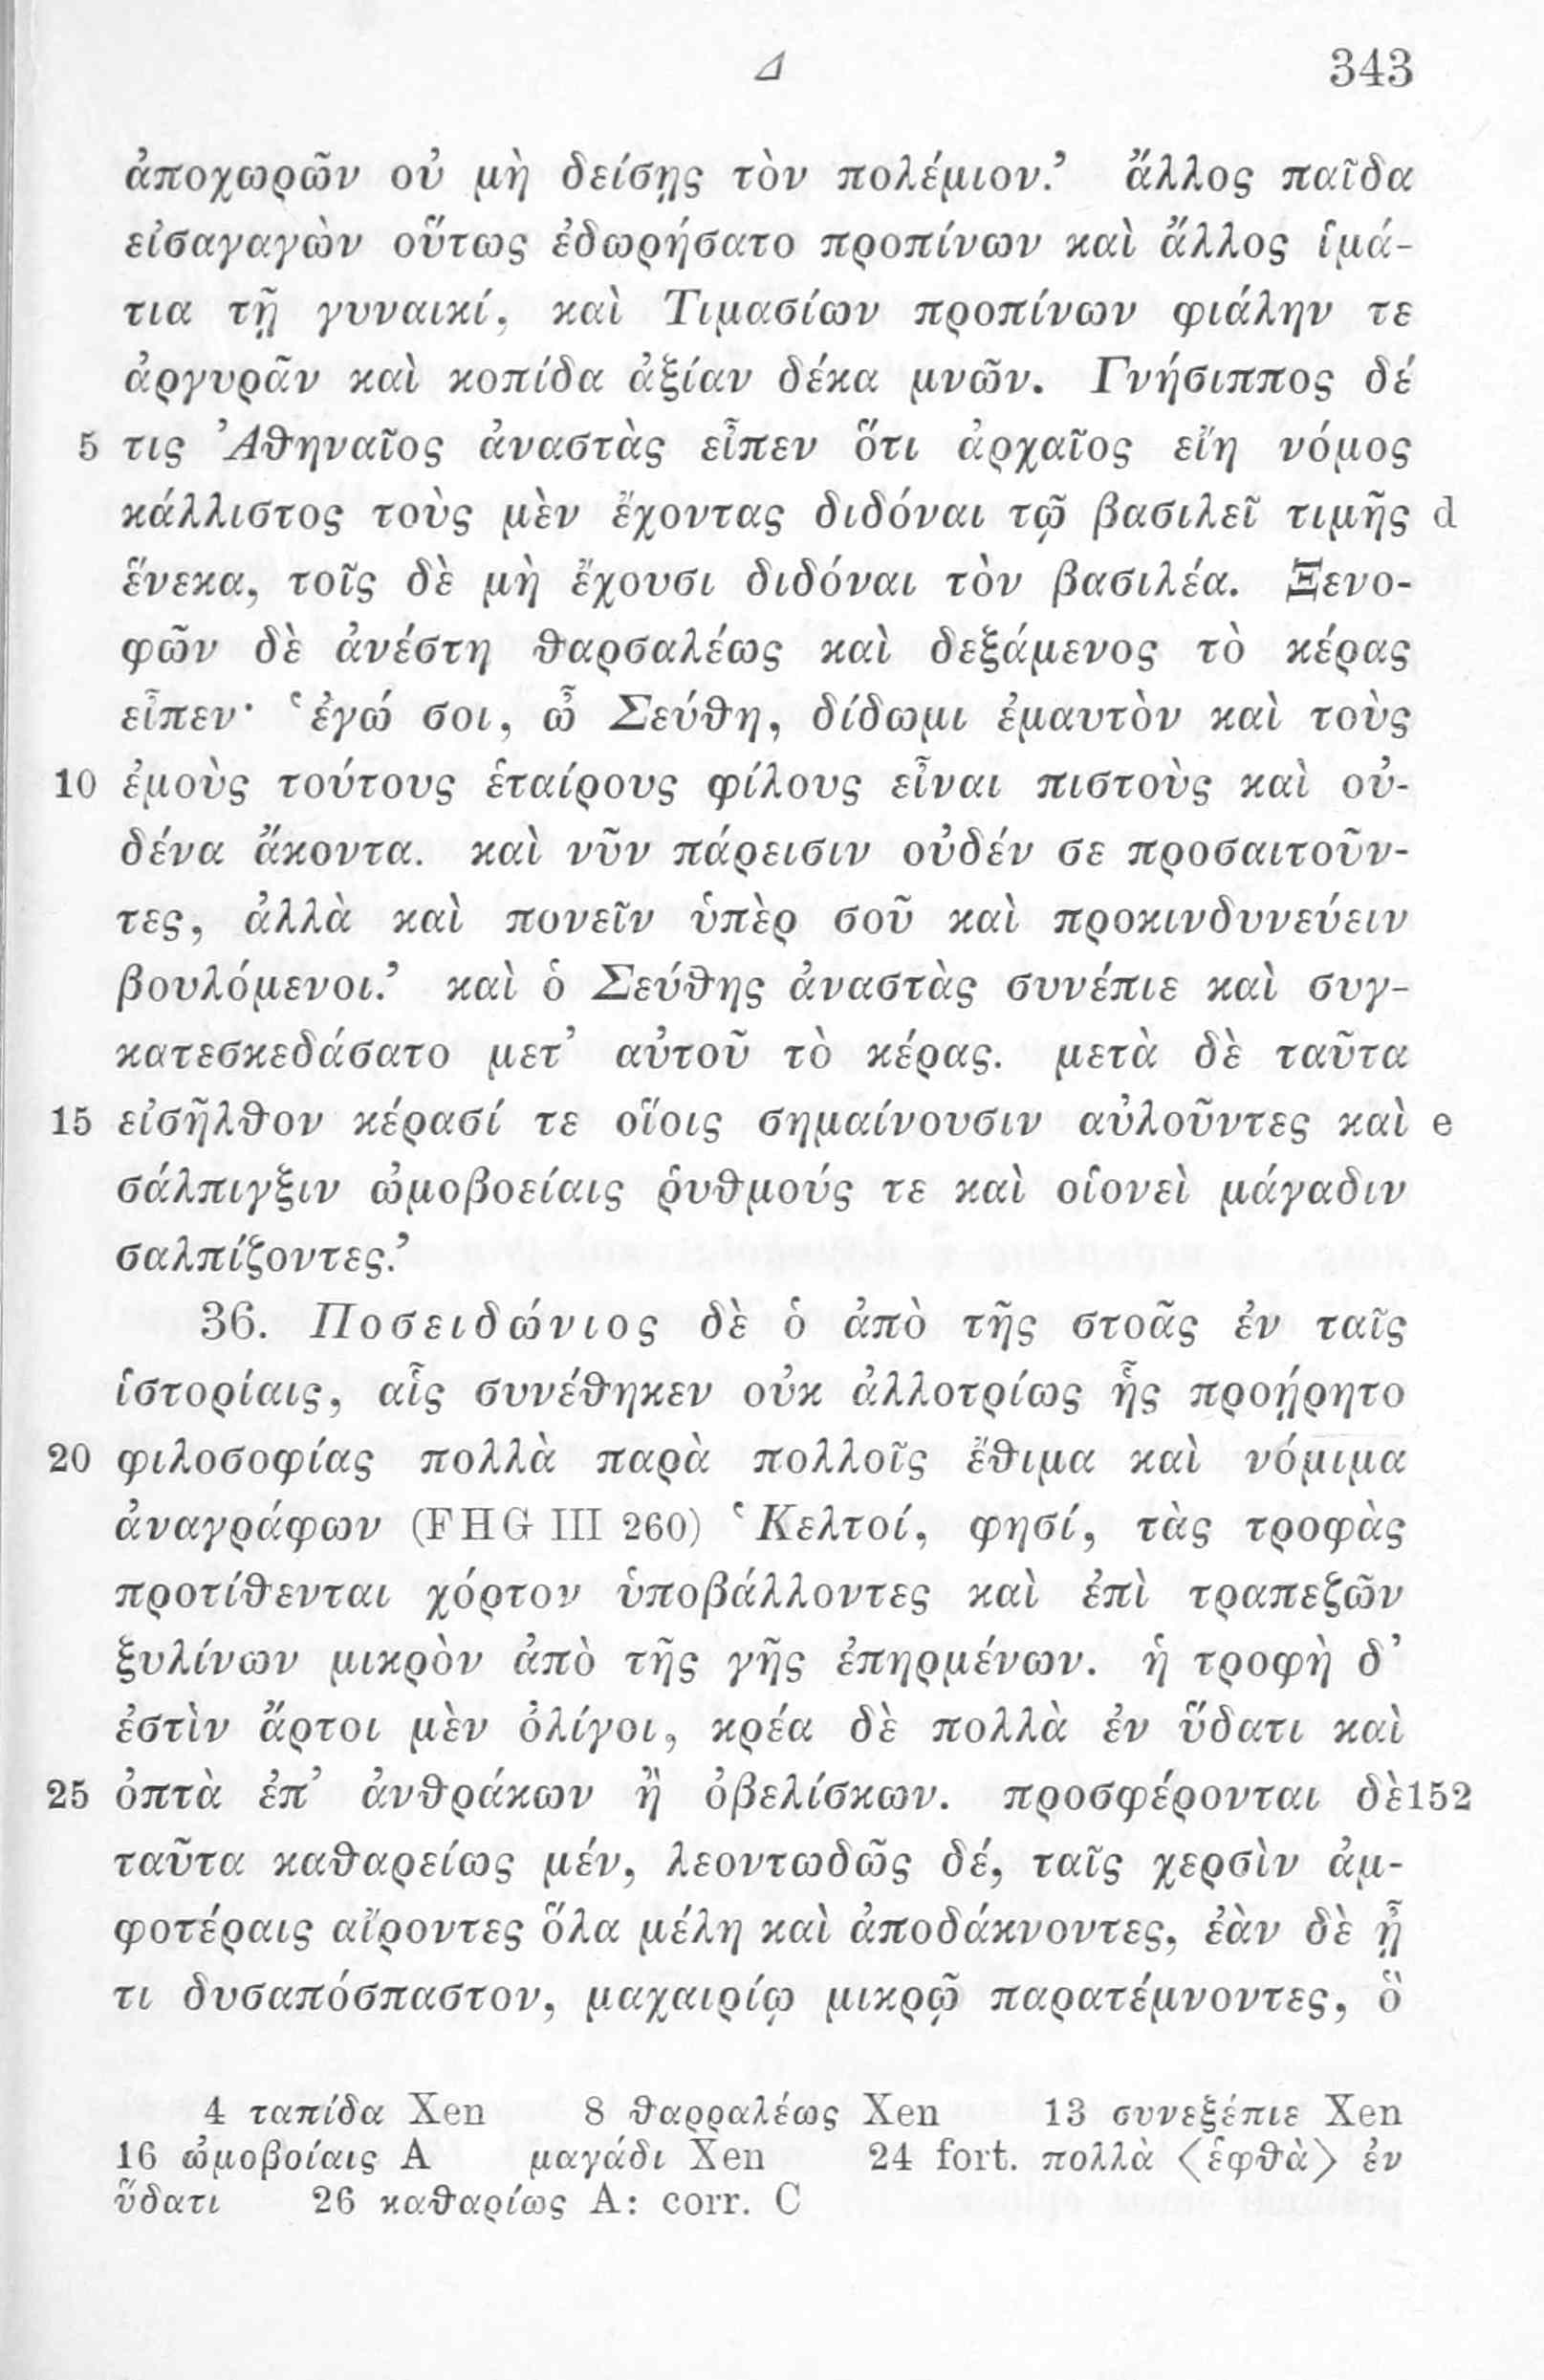 Δ 343
ἀποχωρῶν οὐ μὴ δείσῃς τὸν πολέμιον.’ ἄλλος παῖδα
εἰσαγαγὼν οὕτως ἐδωρήσατο προπίνων καὶ ἄλλος ἱμά-
τια τῇ γυναικί, καὶ Τιμασίων προπίνων φιάλην τε
ἀργυρᾶν καὶ κοπίδα ἀξίαν δέκα μνῶν. Γνήσιππος δέ
5 τις Ἀθηναῖος ἀναστὰς εἶπεν ὅτι ἀρχαῖος εἴη νόμος
κάλλιστος τοὺς μὲν ἔχοντας διδόναι τῷ βασιλεῖ τιμῆς d
ἕνεκα, τοῖς δὲ μὴ ἔχουσι διδόναι τὸν βασιλέα. Ξενο-
φῶν δὲ ἀνέστη θαρσαλέως καὶ δεξάμενος τὸ κέρας
εἶπεν· ‘ἐγώ σοι, ὦ Σεύθη, δίδωμι ἐμαυτὸν καὶ τοὺς
10 ἐμοὺς τούτους ἑταίρους φίλους εἶναι πιστοὺς καὶ οὐ-
δένα ἄκοντα. καὶ νῦν πάρεισιν οὐδέν σε προσαιτοῦν-
τες, ἀλλὰ καὶ πονεῖν ὑπὲρ σοῦ καὶ προκινδυνεύειν
βουλόμενοι.’ καὶ ὁ Σεύθης ἀναστὰς συνέπιε καὶ συγ-
κατεσκεδάσατο μετ’ αὐτοῦ τὸ κέρας. μετὰ δὲ ταῦτα
15 εἰσῆλθον κέρασί τε οἵοις σημαίνουσιν αὐλοῦντες καὶ e
σάλπιγξιν ὠμοβοείαις ῥυθμούς τε καὶ οἱονεὶ μάγαδιν
σαλπίζοντες.’
36. Ποσειδώνιος δὲ ὁ ἀπὸ τῆς στοᾶς ἐν ταῖς
ἱστορίαις, αἷς συνέθηκεν οὐκ ἀλλοτρίως ἧς προῄρητο
20 φιλοσοφίας πολλὰ παρὰ πολλοῖς ἔθιμα καὶ νόμιμα
ἀναγράφων (FHG III 260) ‘Κελτοί, φησί, τὰς τροφὰς
προτίθενται χόρτον ὑποβάλλοντες καὶ ἐπὶ τραπεζῶν
ξυλίνων μικρὸν ἀπὸ τῆς γῆς ἐπηρμένων. ἡ τροφὴ δ’
ἐστὶν ἄρτοι μὲν ὀλίγοι, κρέα δὲ πολλὰ ἐν ὕδατι καὶ
25 ὀπτὰ ἐπ’ ἀνθράκων ἢ ὀβελίσκων. προσφέρονται δὲ 152
ταῦτα καθαρείως μέν, λεοντωδῶς δέ, ταῖς χερσὶν ἀμ-
φοτέραις αἴροντες ὅλα μέλη καὶ ἀποδάκνοντες, ἐὰν δὲ ᾖ
τι δυσαπόσπαστον, μαχαιρίῳ μικρῷ παρατέμνοντες, ὃ
4 ταπίδα Xen 8 θαρραλέως Xen 13 συνεξέπιε Xen
16 ὠμοβοίαις A μαγάδι Xen 24 fort. πολλὰ 〈ἑφθὰ〉 ἐν
ὕδατι 26 καθαρίως A: corr. C